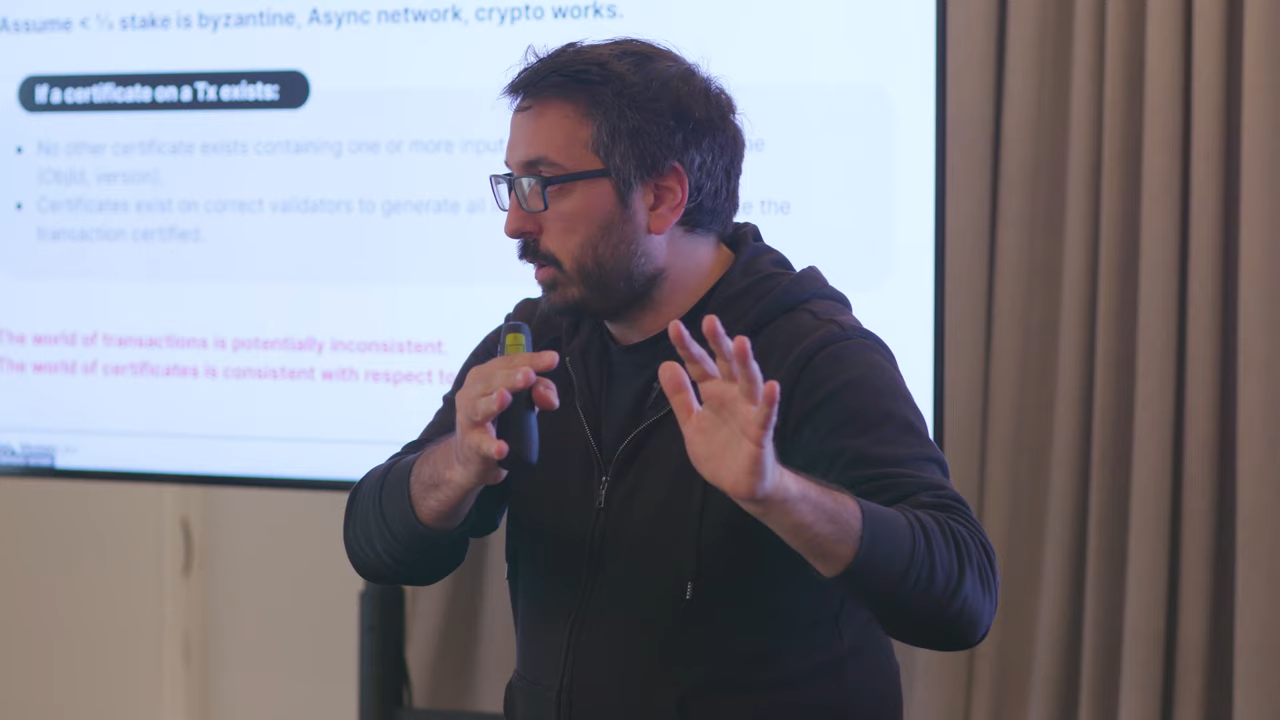 Assume < ⅓ stake is byzantine, Async network, crypto works.
If a certificate on a Tx exists:
• No other certificate exists containing one or more input
(ObjId, version).
• Certificates exist on correct validators to generate all
e the
transaction certified.
The world of transactions is potentially inconsistent.
The world of certificates is consistent with respect to